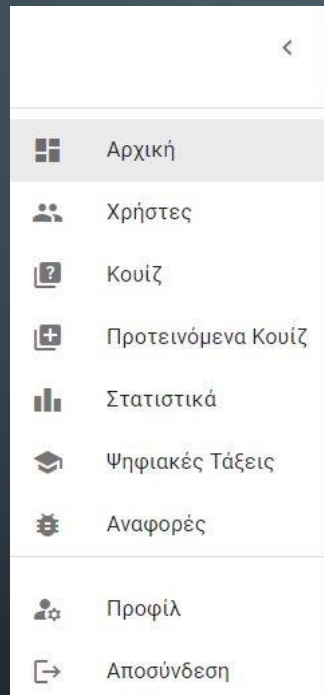 Αρχική
Χρήστες
Κουίζ
Προτεινόμενα Κουίζ
Στατιστικά
Ψηφιακές Τάξεις
Αναφορές
Προφίλ
Αποσύνδεση